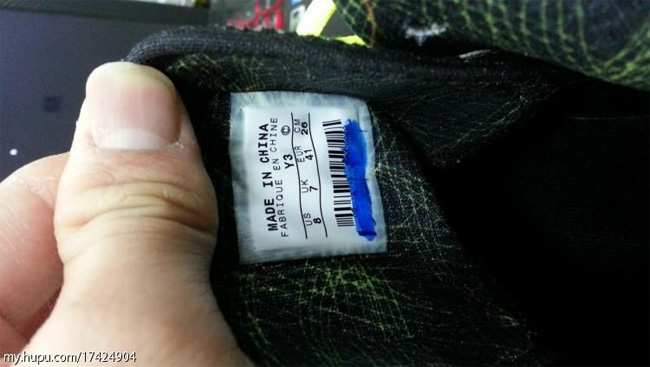 MADE IN CHINA
FABRIQUE EN CHINE
Y3 ©
US UK EUR CM
8 7 41 26
my.hupu.com/17424904